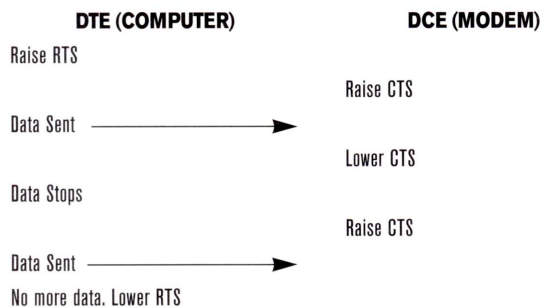 DTE (COMPUTER) DCE (MODEM)
Raise RTS
Raise CTS
Data Sent
Lower CTS
Data Stops
Raise CTS
Data Sent
No more data. Lower RTS